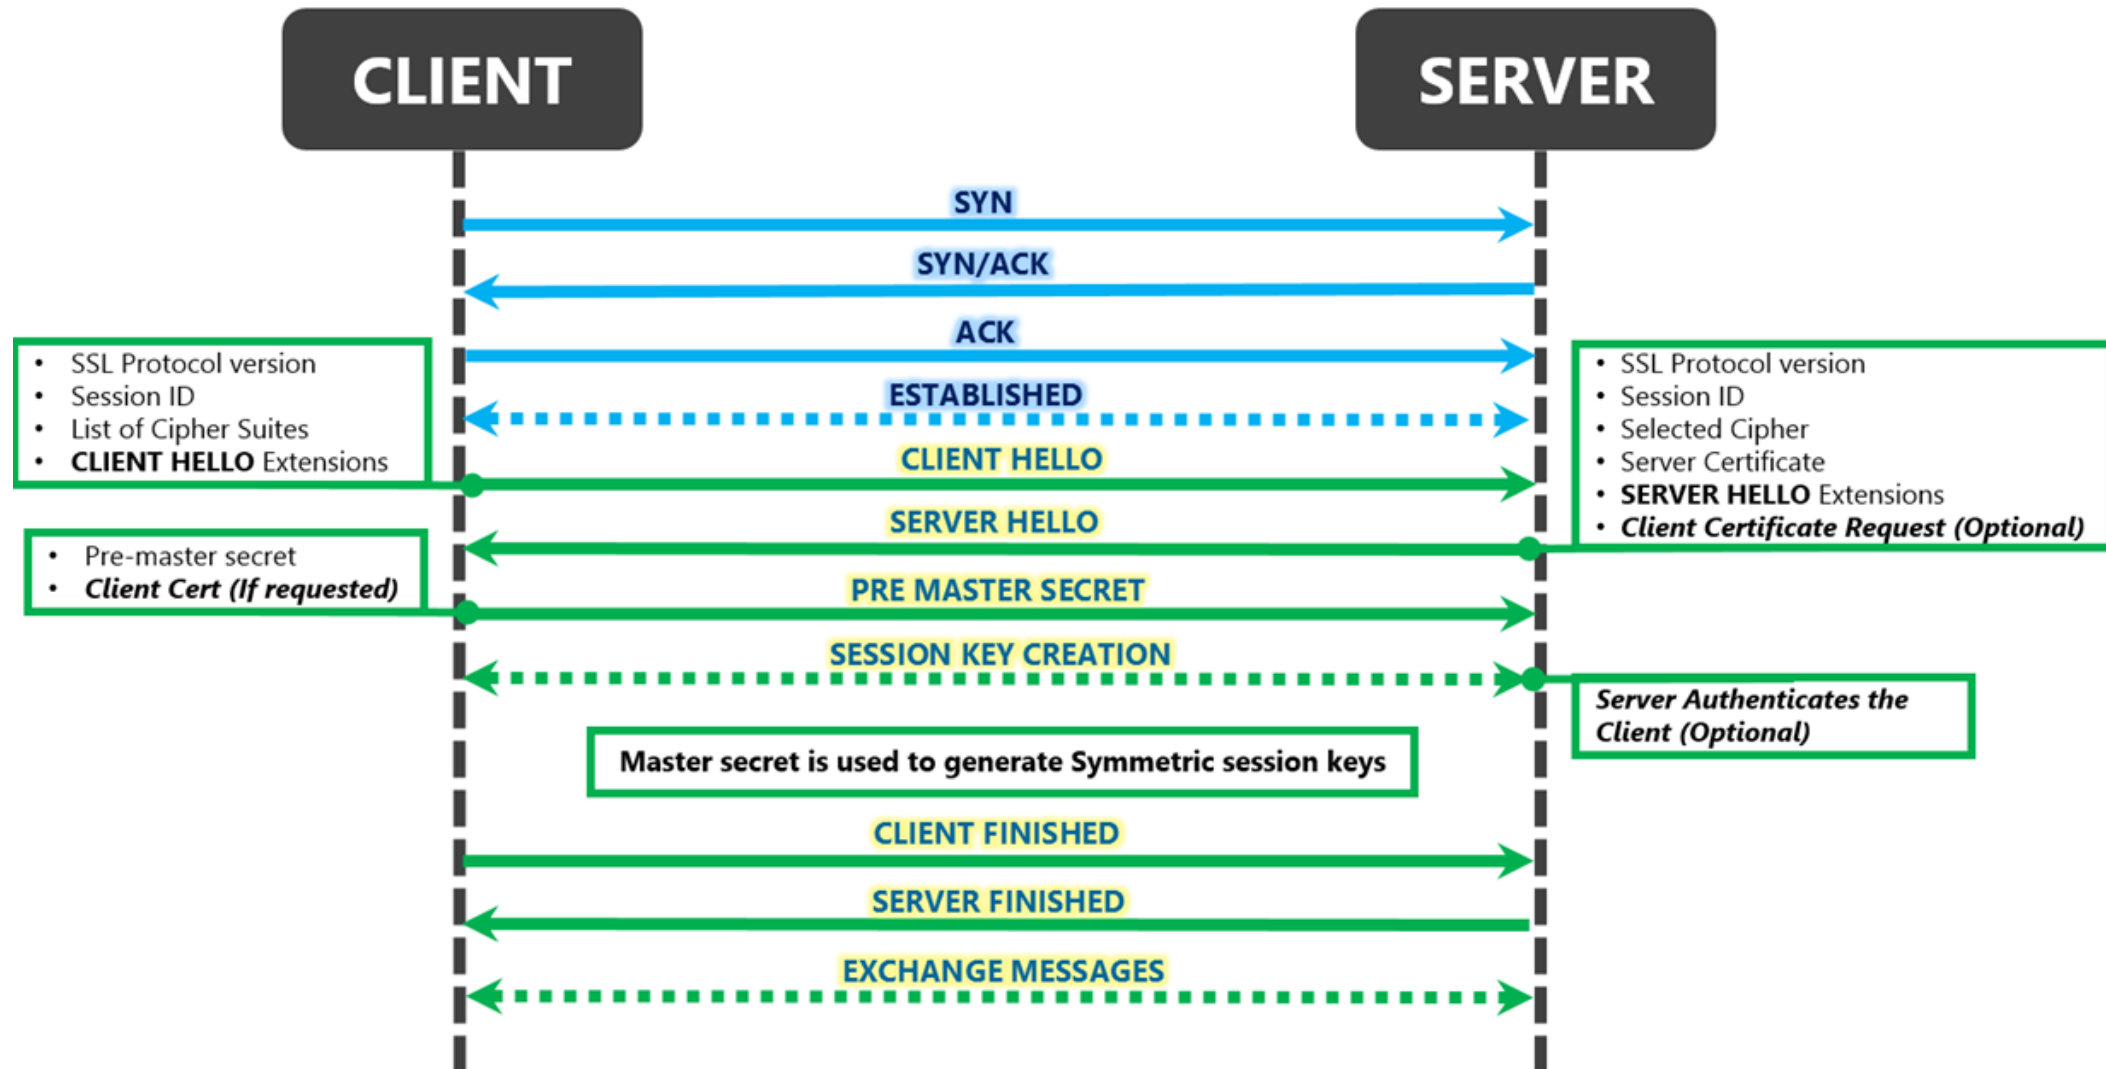 CLIENT
SERVER
SYN
SYN/ACK
ACK
ESTABLISHED
• SSL Protocol version
• Session ID
• List of Cipher Suites
• CLIENT HELLO Extensions
• SSL Protocol version
• Session ID
• Selected Cipher
• Server Certificate
• SERVER HELLO Extensions
• Client Certificate Request (Optional)
CLIENT HELLO
SERVER HELLO
• Pre-master secret
• Client Cert (If requested)
PRE MASTER SECRET
SESSION KEY CREATION
Server Authenticates the
Client (Optional)
Master secret is used to generate Symmetric session keys
CLIENT FINISHED
SERVER FINISHED
EXCHANGE MESSAGES